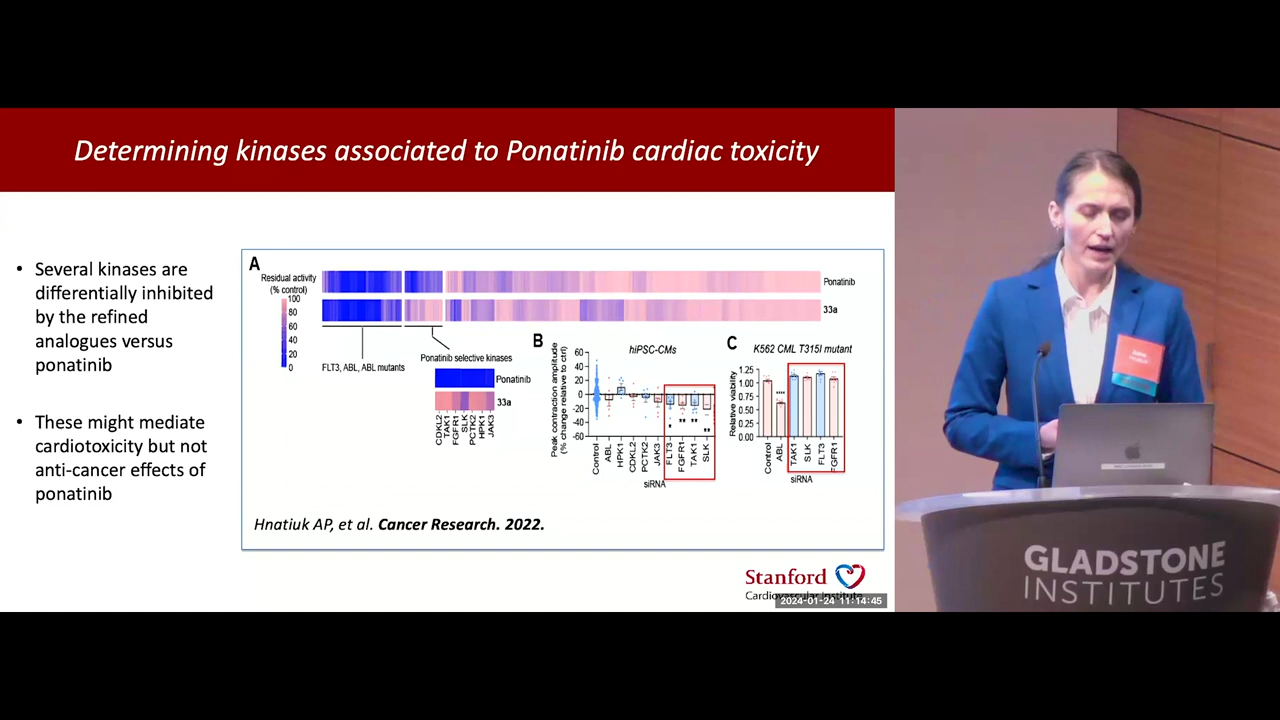 Determining kinases associated to Ponatinib cardiac toxicity
• Several kinases are
differentially inhibited
by the refined
analogues versus
ponatinib
• These might mediate
cardiotoxicity but not
anti-cancer effects of
ponatinib
A
Residual activity
(% control)
100
80
60
40
20
0
Ponatinib
33a
FLT3, ABL, ABL mutants
Ponatinib selective kinases
Ponatinib
33a
CDKL2
TAK1
FGFR1
SLK
PCTK2
HPK1
JAK3
B
hiPSC-CMs
Peak contraction amplitude
(% change relative to ctrl)
60
40
20
0
-20
-40
-60
* ** ** **
Control
ABL
HPK1
CDKL2
PCTK2
JAK3
FLT3
FGFR1
TAK1
SLK
siRNA
C
K562 CML T315I mutant
Relative viability
1.25
1.00
0.75
0.50
0.25
0.00
****
Control
ABL
TAK1
SLK
FLT3
FGFR1
siRNA
Hnatiuk AP, et al. Cancer Research. 2022.
Stanford
Cardiovascular Institute
2024-01-24 11:14:45
GLADSTONE
INSTITUTES